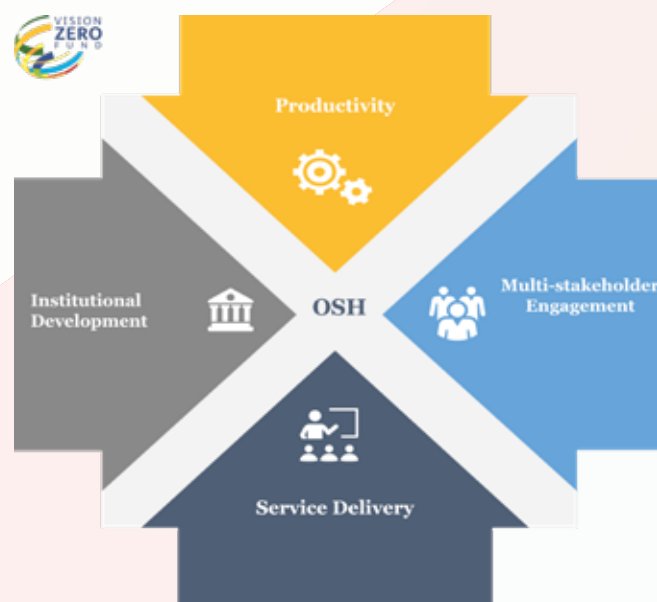 VISION
ZERO
FUND
Productivity
Institutional
Development
OSH
Multi-stakeholder
Engagement
Service Delivery